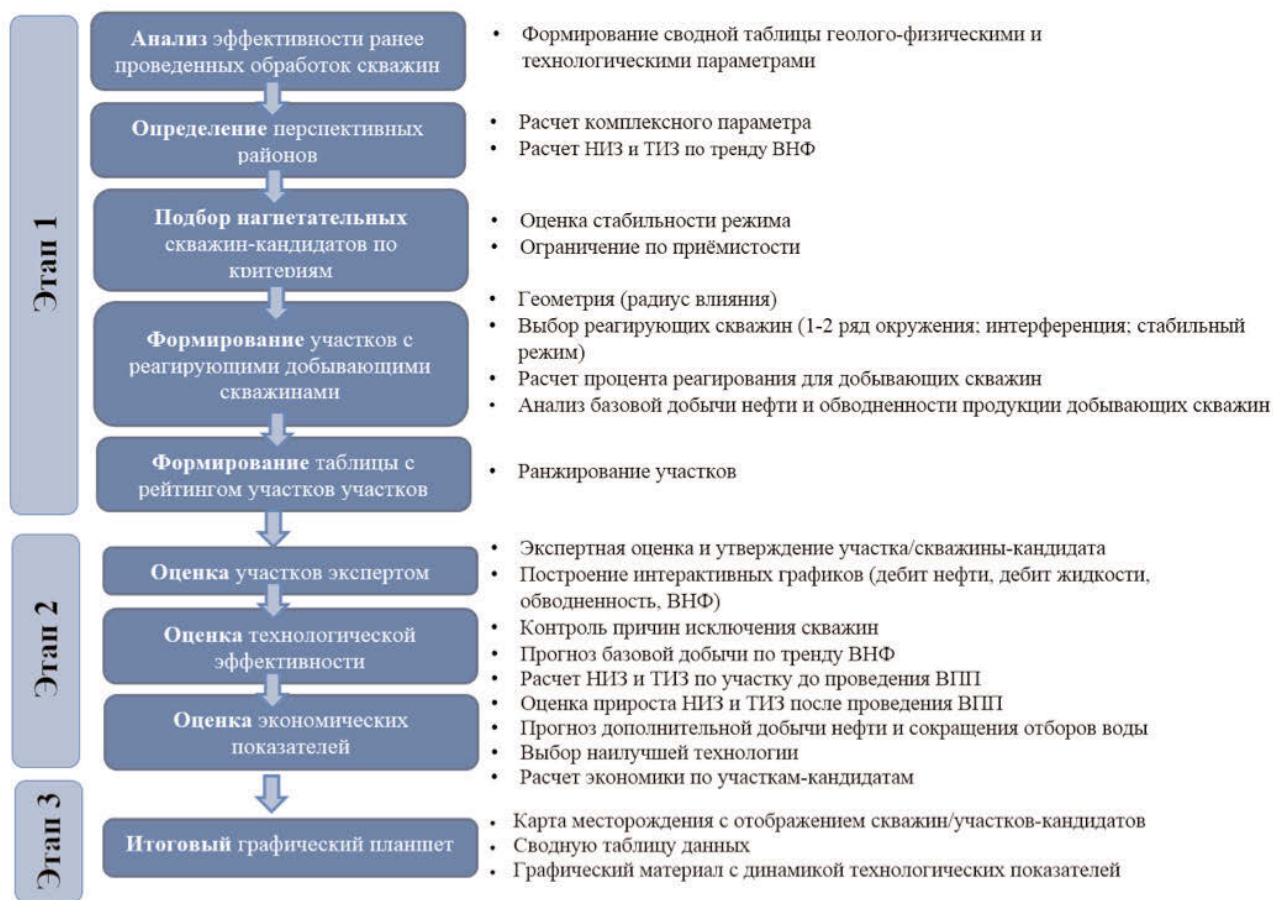 Этап 1
Анализ эффективности ранее
проведенных обработок скважин
• Формирование сводной таблицы геолого-физическими и
технологическими параметрами
Определение перспективных
районов
• Расчет комплексного параметра
• Расчет НИЗ и ТИЗ по тренду ВНФ
Подбор нагнетательных
скважин-кандидатов по
критериям
• Оценка стабильности режима
• Ограничение по приёмистости
Формирование участков с
реагирующими добывающими
скважинами
• Геометрия (радиус влияния)
• Выбор реагирующих скважин (1-2 ряд окружения; интерференция; стабильный
режим)
• Расчет процента реагирования для добывающих скважин
• Анализ базовой добычи нефти и обводненности продукции добывающих скважин
Формирование таблицы с
рейтингом участков участков
• Ранжирование участков
Этап 2
Оценка участков экспертом
Оценка технологической
эффективности
Оценка экономических
показателей
• Экспертная оценка и утверждение участка/скважины-кандидата
• Построение интерактивных графиков (дебит нефти, дебит жидкости,
обводненность, ВНФ)
• Контроль причин исключения скважин
• Прогноз базовой добычи по тренду ВНФ
• Расчет НИЗ и ТИЗ по участку до проведения ВПП
• Оценка прироста НИЗ и ТИЗ после проведения ВПП
• Прогноз дополнительной добычи нефти и сокращения отборов воды
• Выбор наилучшей технологии
• Расчет экономики по участкам-кандидатам
Этап 3
Итоговый графический планшет
• Карта месторождения с отображением скважин/участков-кандидатов
• Сводную таблицу данных
• Графический материал с динамикой технологических показателей